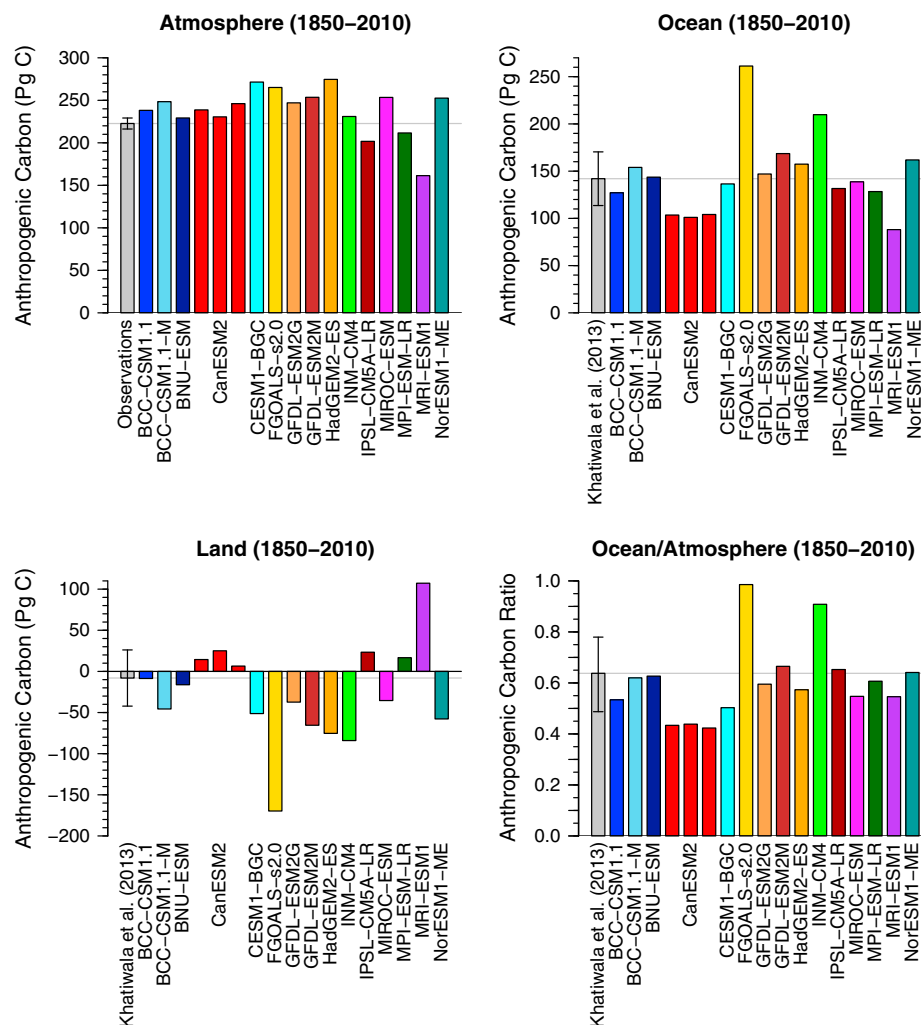 Atmosphere (1850−2010)
Anthropogenic Carbon (Pg C)
300
250
200
150
100
50
0
Observations
BCC−CSM1.1
BCC−CSM1.1−M
BNU−ESM
CanESM2
CESM1−BGC
FGOALS−s2.0
GFDL−ESM2G
GFDL−ESM2M
HadGEM2−ES
INM−CM4
IPSL−CM5A−LR
MIROC−ESM
MPI−ESM−LR
MRI−ESM1
NorESM1−ME
Ocean (1850−2010)
Anthropogenic Carbon (Pg C)
250
200
150
100
50
0
Khatiwala et al. (2013)
BCC−CSM1.1
BCC−CSM1.1−M
BNU−ESM
CanESM2
CESM1−BGC
FGOALS−s2.0
GFDL−ESM2G
GFDL−ESM2M
HadGEM2−ES
INM−CM4
IPSL−CM5A−LR
MIROC−ESM
MPI−ESM−LR
MRI−ESM1
NorESM1−ME
Land (1850−2010)
Anthropogenic Carbon (Pg C)
100
50
0
−50
−100
−150
−200
Khatiwala et al. (2013)
BCC−CSM1.1
BCC−CSM1.1−M
BNU−ESM
CanESM2
CESM1−BGC
FGOALS−s2.0
GFDL−ESM2G
GFDL−ESM2M
HadGEM2−ES
INM−CM4
IPSL−CM5A−LR
MIROC−ESM
MPI−ESM−LR
MRI−ESM1
NorESM1−ME
Ocean/Atmosphere (1850−2010)
Anthropogenic Carbon Ratio
1.0
0.8
0.6
0.4
0.2
0.0
Khatiwala et al. (2013)
BCC−CSM1.1
BCC−CSM1.1−M
BNU−ESM
CanESM2
CESM1−BGC
FGOALS−s2.0
GFDL−ESM2G
GFDL−ESM2M
HadGEM2−ES
INM−CM4
IPSL−CM5A−LR
MIROC−ESM
MPI−ESM−LR
MRI−ESM1
NorESM1−ME